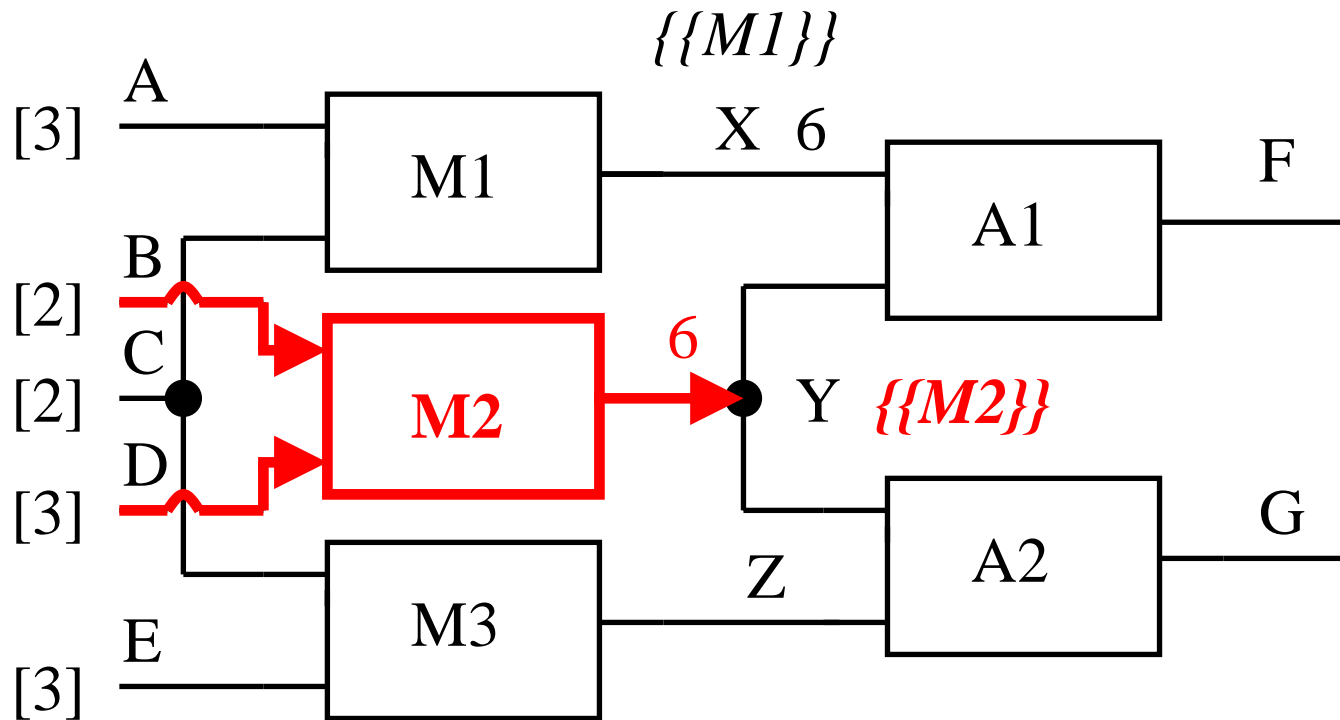 {{M1}}
A
[3]
M1
X 6
A1
F
B
[2]
C
[2]
M2
6
Y {{M2}}
D
[3]
E
[3]
M3
Z
A2
G